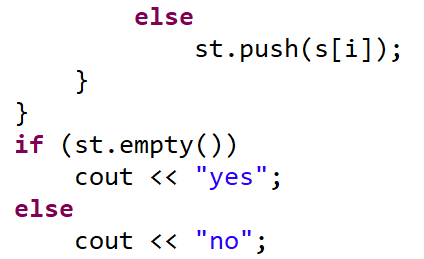 else
            st.push(s[i]);
    }
}
if (st.empty())
    cout << "yes";
else
    cout << "no";